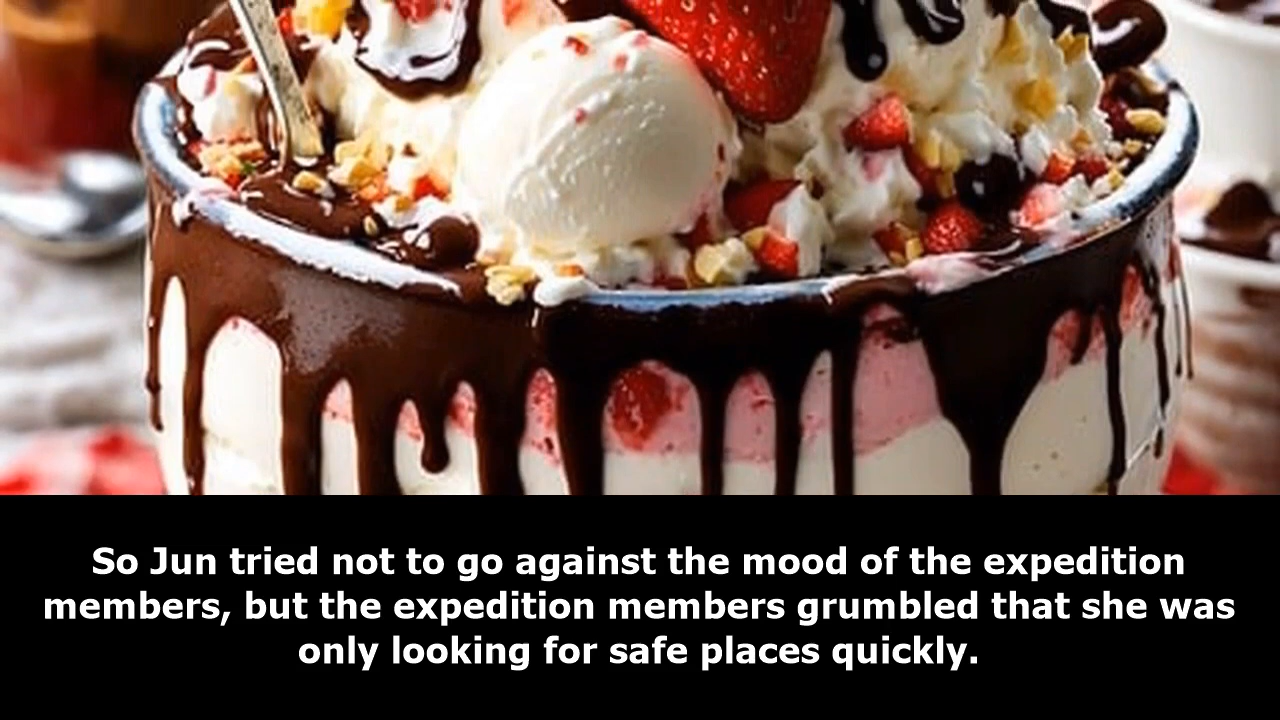 So Jun tried not to go against the mood of the expedition
members, but the expedition members grumbled that she was
only looking for safe places quickly.